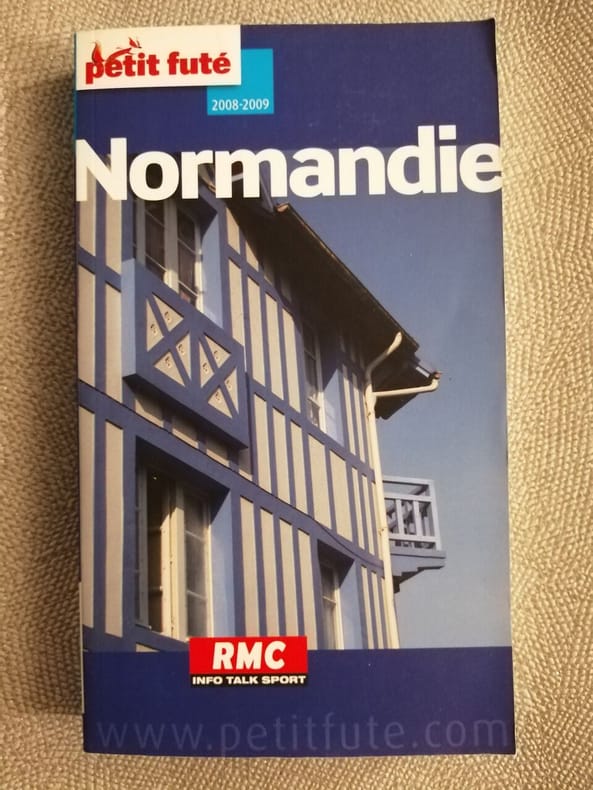 petit futé
2008-2009
Normandie
RMC
INFO TALK SPORT
www.petitfute.com